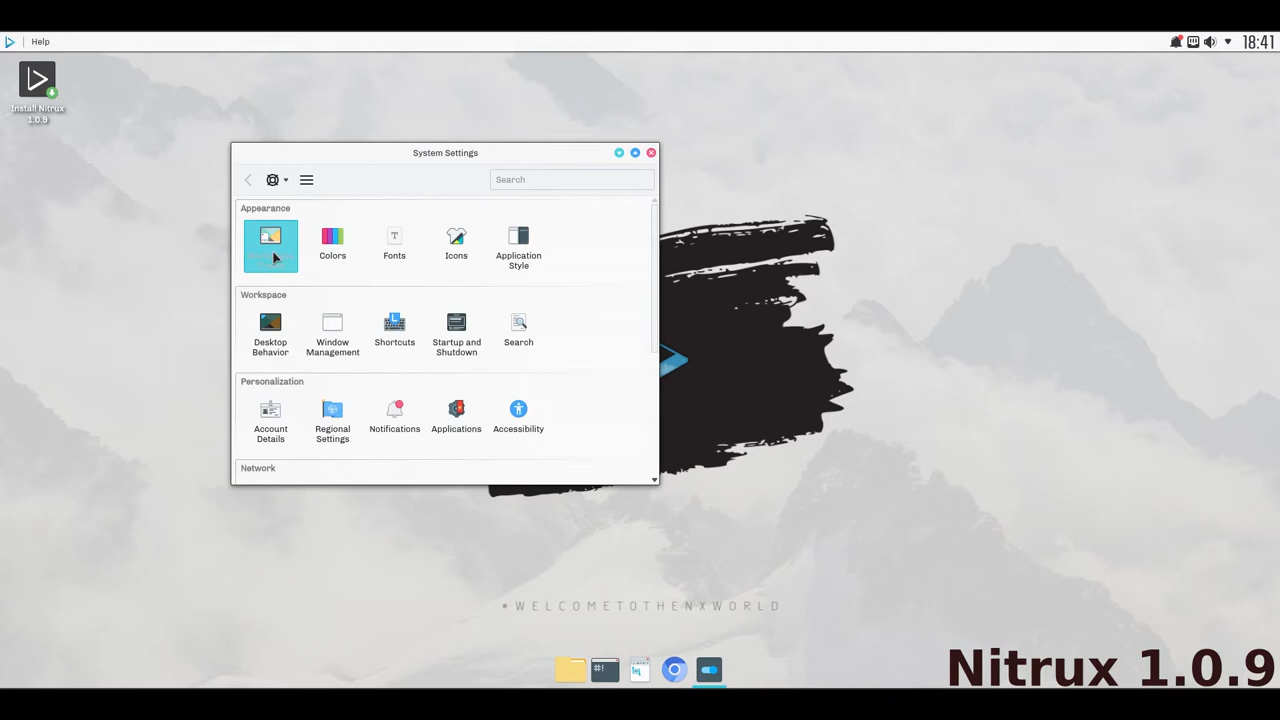 Help
18:41
Install Nitrux
1.0.9
System Settings
Search
Appearance
Colors
Fonts
Icons
Application
Style
Workspace
Desktop
Behavior
Window
Management
Shortcuts
Startup and
Shutdown
Search
Personalization
Account
Details
Regional
Settings
Notifications
Applications
Accessibility
Network
•WELCOMETOTHENXWORLD
#!
Nitrux 1.0.9